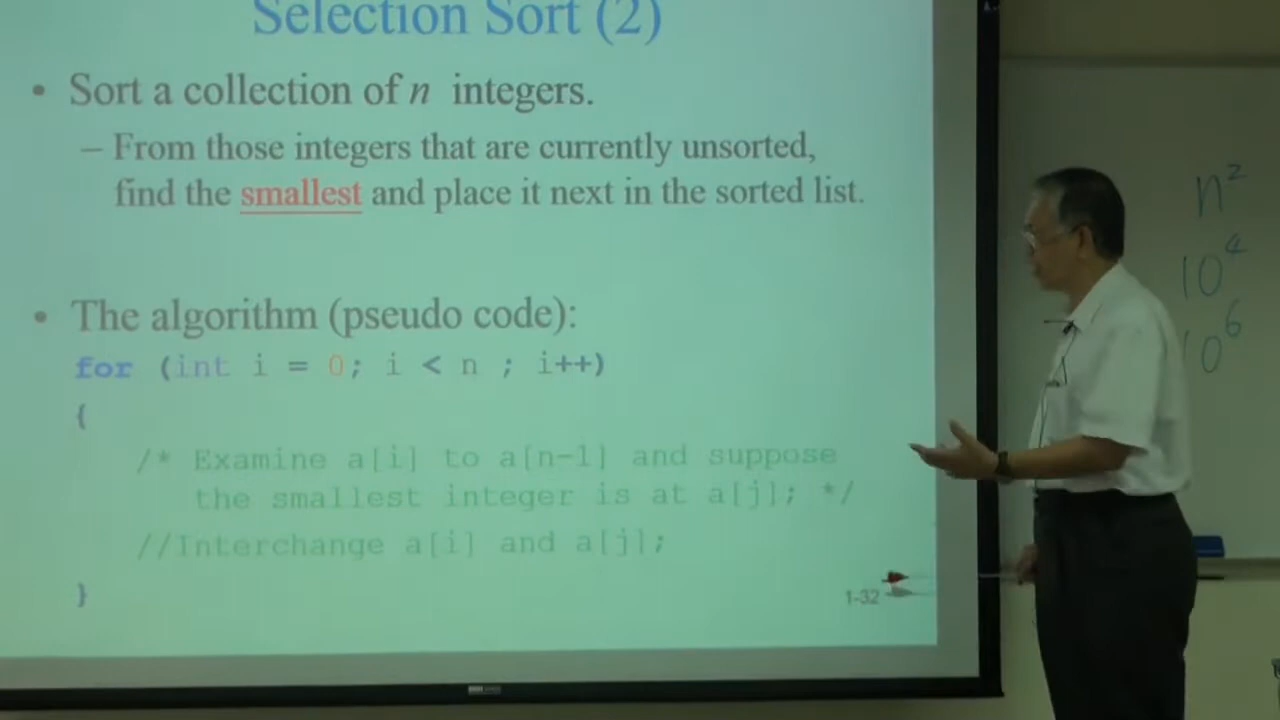 Selection Sort (2)
• Sort a collection of n integers.
– From those integers that are currently unsorted,
find the smallest and place it next in the sorted list.
• The algorithm (pseudo code):
for (int i = 0; i < n ; i++)
{
/* Examine a[i] to a[n-1] and suppose
the smallest integer is at a[j]; */
//Interchange a[i] and a[j];
}
1-32
n²
10⁴
10⁶